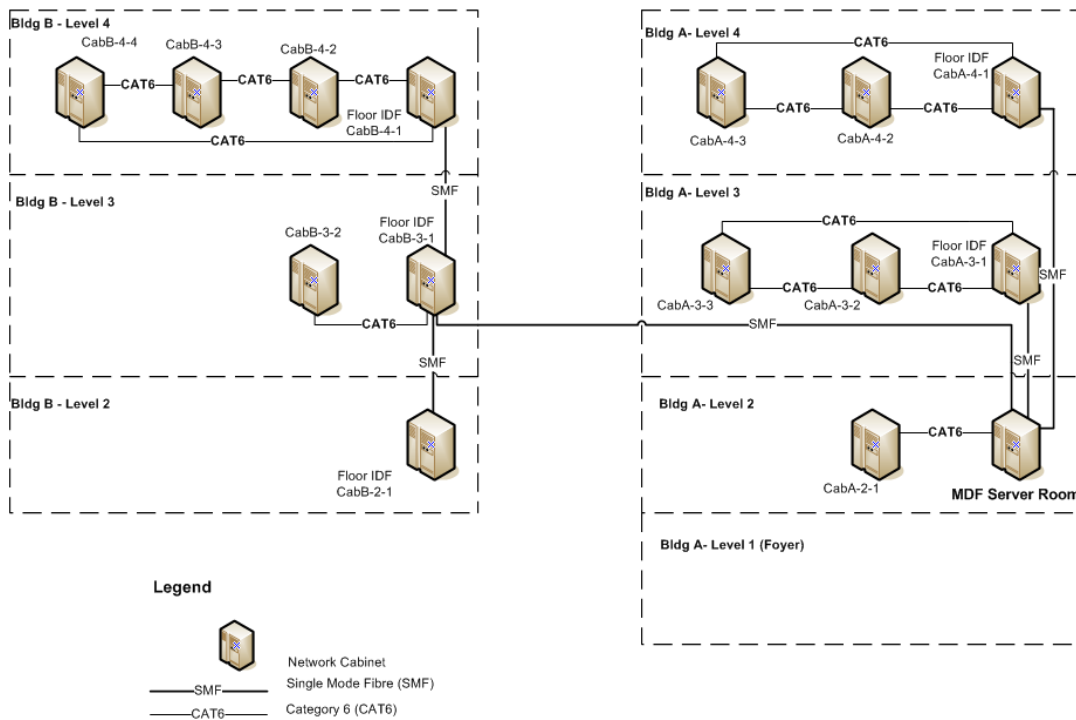 Bldg B - Level 4
CabB-4-4
CabB-4-3
CabB-4-2
CAT6
CAT6
CAT6
Floor IDF
CabB-4-1
CAT6
SMF
Bldg B - Level 3
CabB-3-2
Floor IDF
CabB-3-1
CAT6
SMF
Bldg B - Level 2
Floor IDF
CabB-2-1
SMF
Bldg A- Level 4
CAT6
Floor IDF
CabA-4-1
CAT6
CAT6
CabA-4-3
CabA-4-2
SMF
Bldg A- Level 3
CAT6
Floor IDF
CabA-3-1
SMF
CAT6
CAT6
CabA-3-3
CabA-3-2
SMF
Bldg A- Level 2
CAT6
CabA-2-1
MDF Server Room
Bldg A- Level 1 (Foyer)
Legend
Network Cabinet
SMF
Single Mode Fibre (SMF)
CAT6
Category 6 (CAT6)